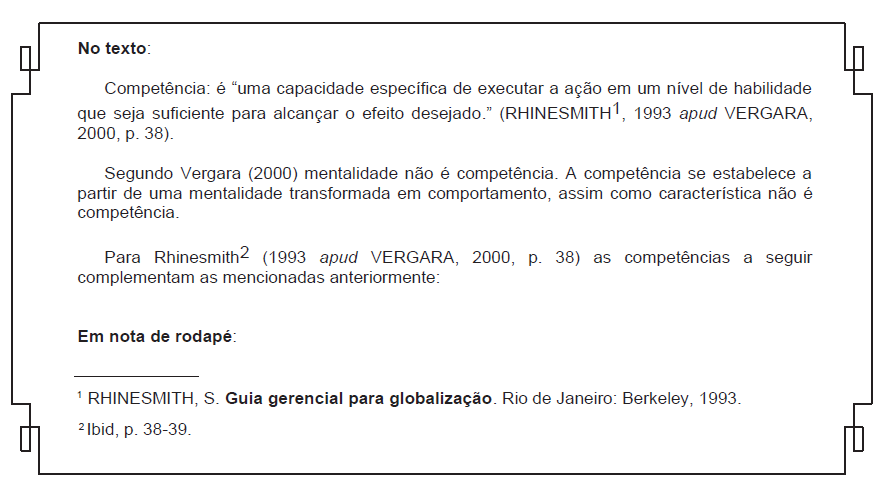 No texto:
Competência: é “uma capacidade específica de executar a ação em um nível de habilidade
que seja suficiente para alcançar o efeito desejado.” (RHINESMITH1, 1993 apud VERGARA,
2000, p. 38).
Segundo Vergara (2000) mentalidade não é competência. A competência se estabelece a
partir de uma mentalidade transformada em comportamento, assim como característica não é
competência.
Para Rhinesmith2 (1993 apud VERGARA, 2000, p. 38) as competências a seguir
complementam as mencionadas anteriormente:
Em nota de rodapé:
1 RHINESMITH, S. Guia gerencial para globalização. Rio de Janeiro: Berkeley, 1993.
2 Ibid, p. 38-39.